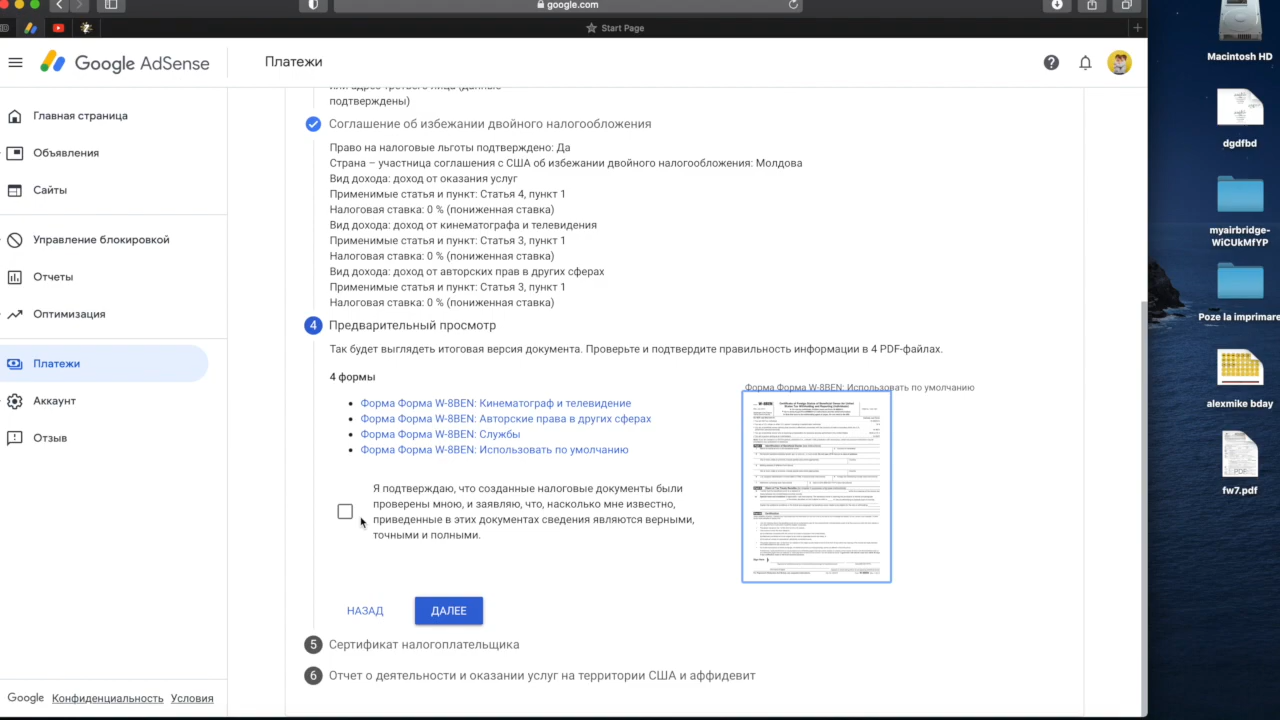 google.com
Start Page
Google AdSense
Платежи
Главная страница
Объявления
Сайты
Управление блокировкой
Отчеты
Оптимизация
Платежи
Аккаунт
Отзыв
Google Конфиденциальность Условия
подтверждены)
Соглашение об избежании двойного налогообложения
Право на налоговые льготы подтверждено: Да
Страна – участница соглашения с США об избежании двойного налогообложения: Молдова
Вид дохода: доход от оказания услуг
Применимые статья и пункт: Статья 4, пункт 1
Налоговая ставка: 0 % (пониженная ставка)
Вид дохода: доход от кинематографа и телевидения
Применимые статья и пункт: Статья 3, пункт 1
Налоговая ставка: 0 % (пониженная ставка)
Вид дохода: доход от авторских прав в других сферах
Применимые статья и пункт: Статья 3, пункт 1
Налоговая ставка: 0 % (пониженная ставка)
4 Предварительный просмотр
Так будет выглядеть итоговая версия документа. Проверьте и подтвердите правильность информации в 4 PDF-файлах.
4 формы
Форма Форма W-8BEN: Кинематограф и телевидение
Форма Форма W-8BEN: Авторские права в других сферах
Форма Форма W-8BEN: Службы
Форма Форма W-8BEN: Использовать по умолчанию
Форма Форма W-8BEN: Использовать по умолчанию
Я подтверждаю, что созданные налоговые документы были
проверены мною, и заявляю, что, насколько мне известно,
приведенные в этих документах сведения являются верными,
точными и полными.
НАЗАД
ДАЛЕЕ
5 Сертификат налогоплательщика
6 Отчет о деятельности и оказании услуг на территории США и аффидевит
Macintosh HD
dgdfbd
myairbridge-
WiCUkMfYP
Poze la imprimare
alexmike bday
PDF
fw7.pdf